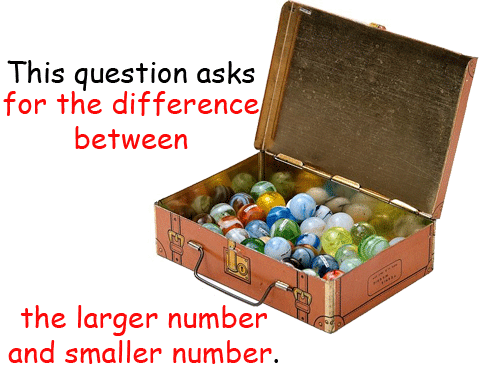 This question asks
for the difference
between
the larger number
and smaller number.